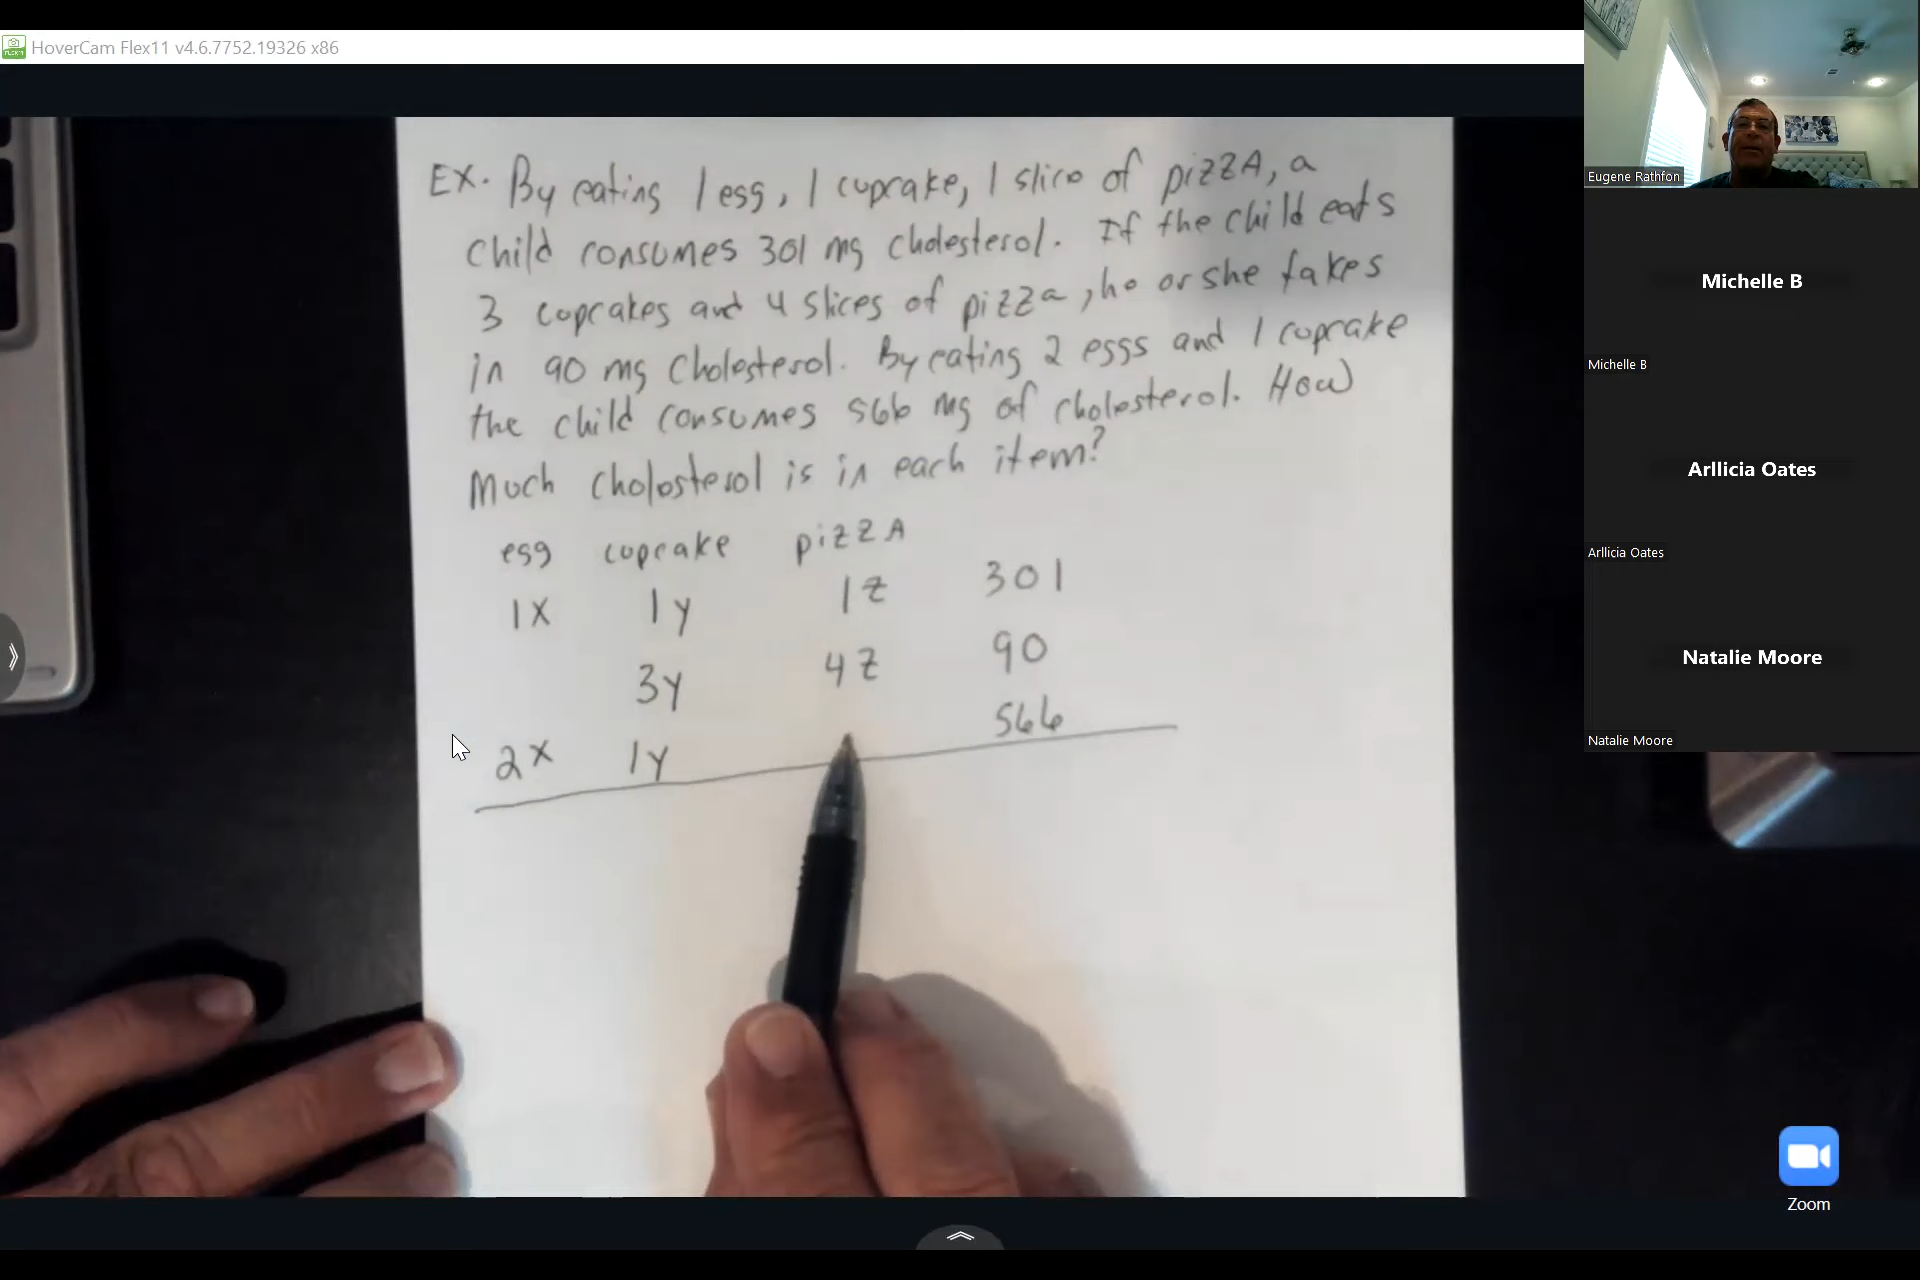 HoverCam Flex11 v4.6.7752.19326 x86
EX. By eating 1 egg, 1 cupcake, 1 slice of pizzA, a
child consumes 301 mg cholesterol. If the child eats
3 cupcakes and 4 slices of pizza, he or she takes
in 90 mg cholesterol. By eating 2 eggs and 1 cupcake
the child consumes 566 mg of cholesterol. How
Much cholesterol is in each item?
egg cupcake pizzA
1x 1y 1z 301
3y 4z 90
2x 1y 566
Eugene Rathfon
Michelle B
Michelle B
Arllicia Oates
Arllicia Oates
Natalie Moore
Natalie Moore
Zoom